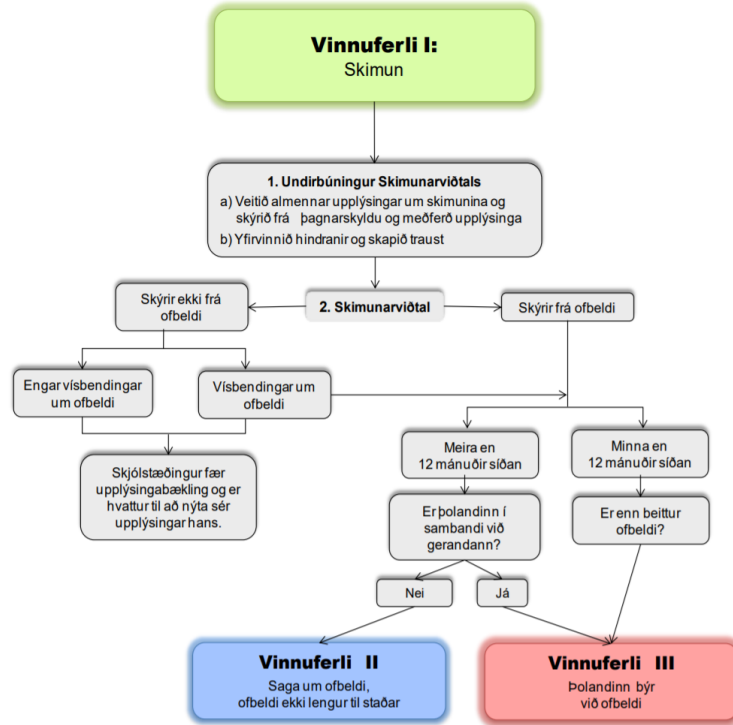 Vinnuferli I:
Skimun
1. Undirbúningur Skimunarviðtals
a) Veitið almennar upplýsingar um skimunina og
skýrið frá þagnarskyldu og meðferð upplýsinga
b) Yfirvinnið hindranir og skapið traust
Skýrir ekki frá
ofbeldi
2. Skimunarviðtal
Skýrir frá ofbeldi
Engar vísbendingar
um ofbeldi
Vísbendingar um
ofbeldi
Skjólstæðingur fær
upplýsingabækling og er
hvattur til að nýta sér
upplýsingar hans.
Meira en
12 mánuðir síðan
Minna en
12 mánuðir síðan
Er þolandinn í
sambandi við
gerandann?
Er enn beittur
ofbeldi?
Nei
Já
Vinnuferli II
Saga um ofbeldi,
ofbeldi ekki lengur til staðar
Vinnuferli III
Þolandinn býr
við ofbeldi